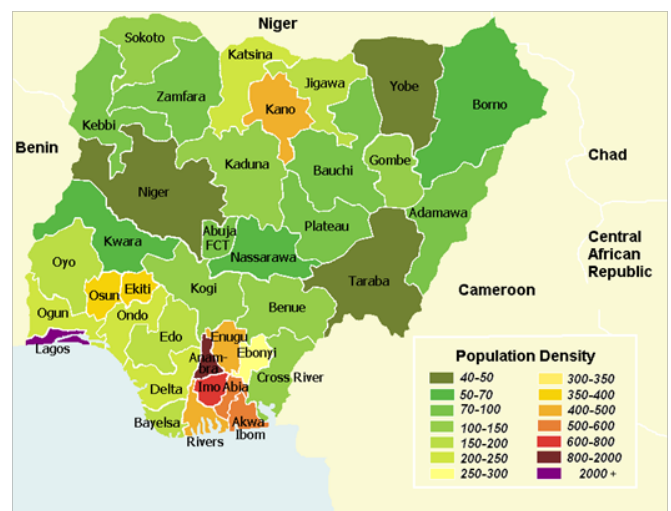 Niger
Sokoto
Katsina
Jigawa
Yobe
Borno
Zamfara
Kano
Kebbi
Benin
Chad
Kaduna
Bauchi
Gombe
Niger
Adamawa
Abuja
FCT
Plateau
Kwara
Nassarawa
Central
African
Republic
Oyo
Taraba
Cameroon
Osun
Ekiti
Kogi
Benue
Ogun
Ondo
Edo
Enugu
Lagos
Anam-
bra
Ebonyi
Cross River
Imo
Abia
Delta
Bayelsa
Akwa
Ibom
Rivers
Population Density
40-50
50-70
70-100
100-150
150-200
200-250
250-300
300-350
350-400
400-500
500-600
600-800
800-2000
2000 +